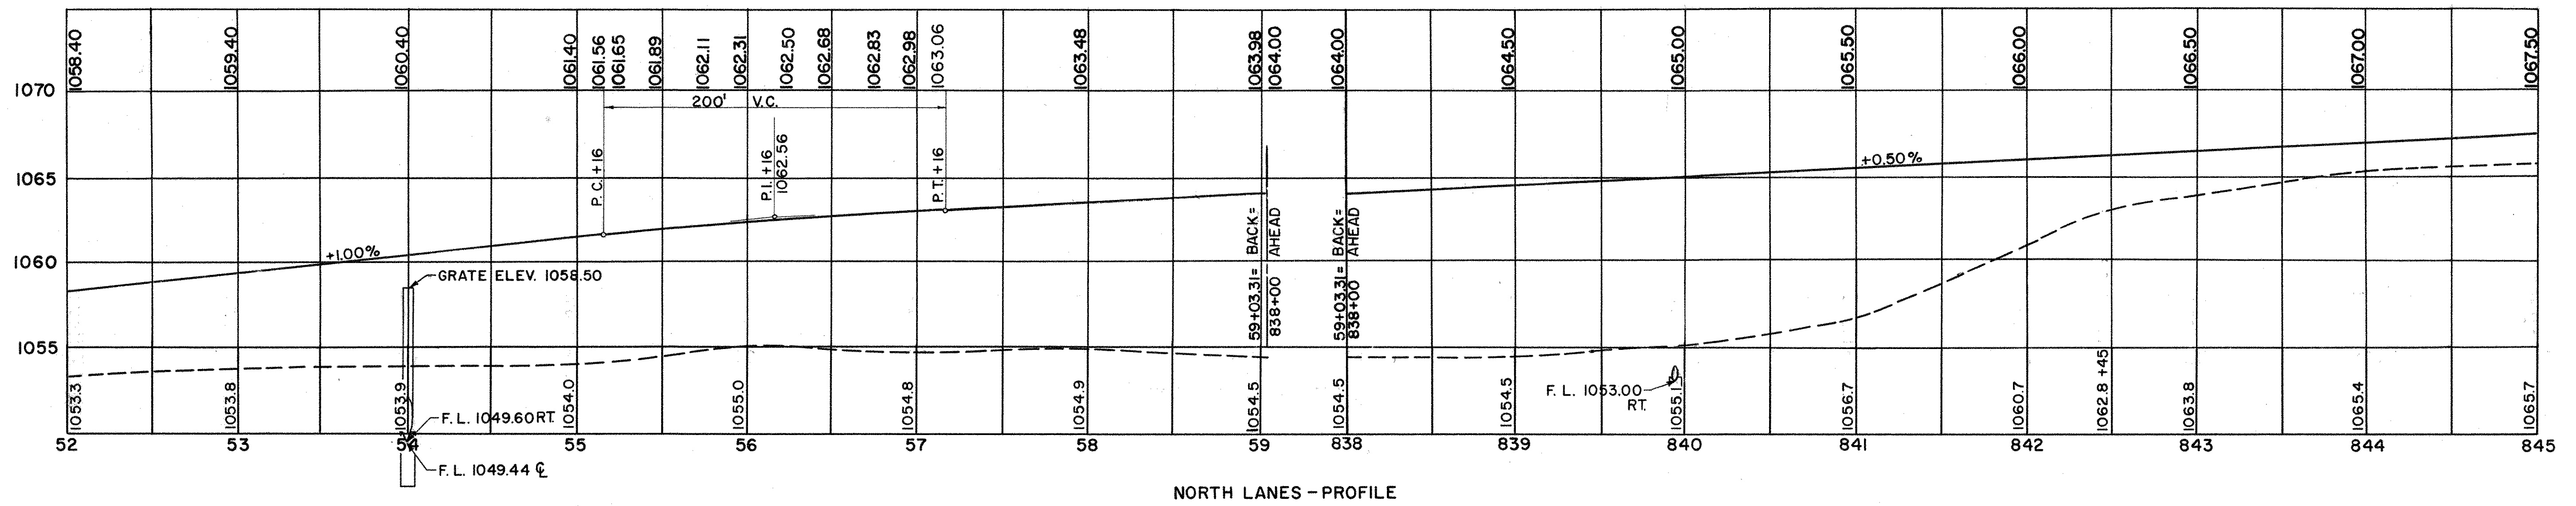 1058.40 1059.40 1060.40 1061.40 1061.56 1061.65 1061.89 1062.11 1062.31 1062.50 1062.68 1062.83 1062.98 1063.06 1063.48 1063.98 1064.00 1064.00 1064.50 1065.00 1065.50 1066.00 1066.50 1067.00 1067.50
1070
200' V.C.
P.C. +16
P.I. +16
1062.56
P.T. +16
+0.50%
1065
+1.00%
1060
GRATE ELEV. 1058.50
59+03.31= BACK=
838+00 AHEAD
59+03.31= BACK=
838+00 AHEAD
1055
F.L. 1053.00
RT.
F.L. 1049.60 RT.
1053.3 1053.8 1053.9 1054.0 1055.0 1054.8 1054.9 1054.5 1054.5 1054.5 1055.1 1056.7 1060.7 1062.8 +45 1063.8 1065.4 1065.7
52 53 54 55 56 57 58 59 838 839 840 841 842 843 844 845
F.L. 1049.44 ℄
NORTH LANES – PROFILE